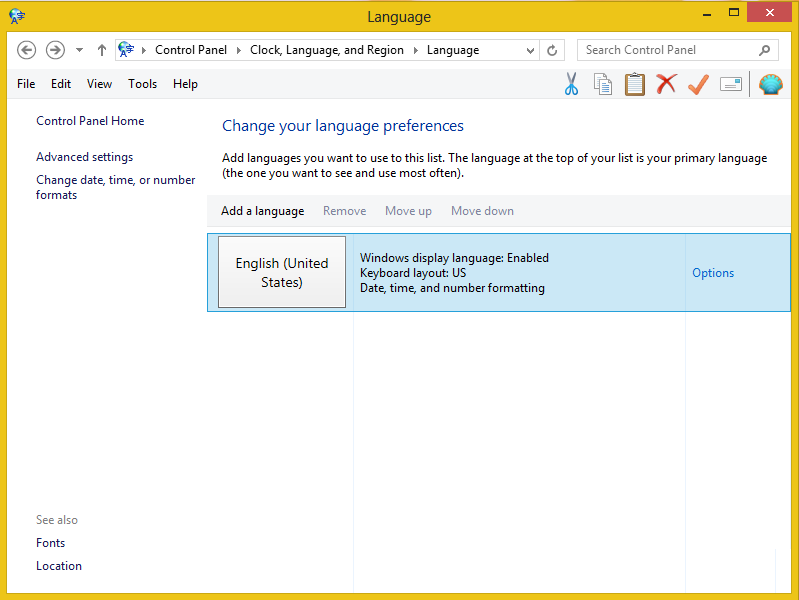 Language
Control Panel
Clock, Language, and Region
Language
Search Control Panel
File Edit View Tools Help
Control Panel Home
Advanced settings
Change date, time, or number
formats
Change your language preferences
Add languages you want to use to this list. The language at the top of your list is your primary language
(the one you want to see and use most often).
Add a language Remove Move up Move down
English (United
States)
Windows display language: Enabled
Keyboard layout: US
Date, time, and number formatting
Options
See also
Fonts
Location